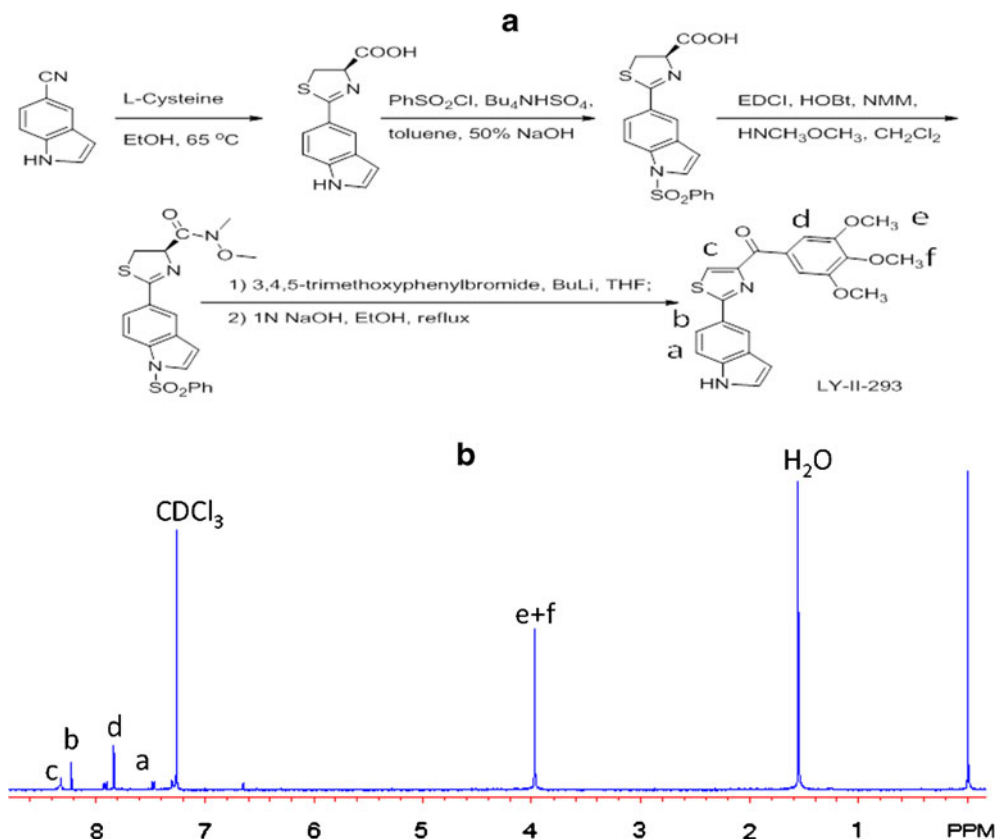 a
CN
HN
L-Cysteine
EtOH, 65 °C
COOH
S
N
HN
PhSO2Cl, Bu4NHSO4,
toluene, 50% NaOH
COOH
S
N
N
SO2Ph
EDCI, HOBt, NMM,
HNCH3OCH3, CH2Cl2
O
C
N
O
S
N
N
SO2Ph
1) 3,4,5-trimethoxyphenylbromide, BuLi, THF;
2) 1N NaOH, EtOH, reflux
d
OCH3 e
O
c
OCH3 f
OCH3
S
N
b
a
HN
LY-II-293
b
H2O
CDCl3
e+f
d
b
a
c
8 7 6 5 4 3 2 1 PPM